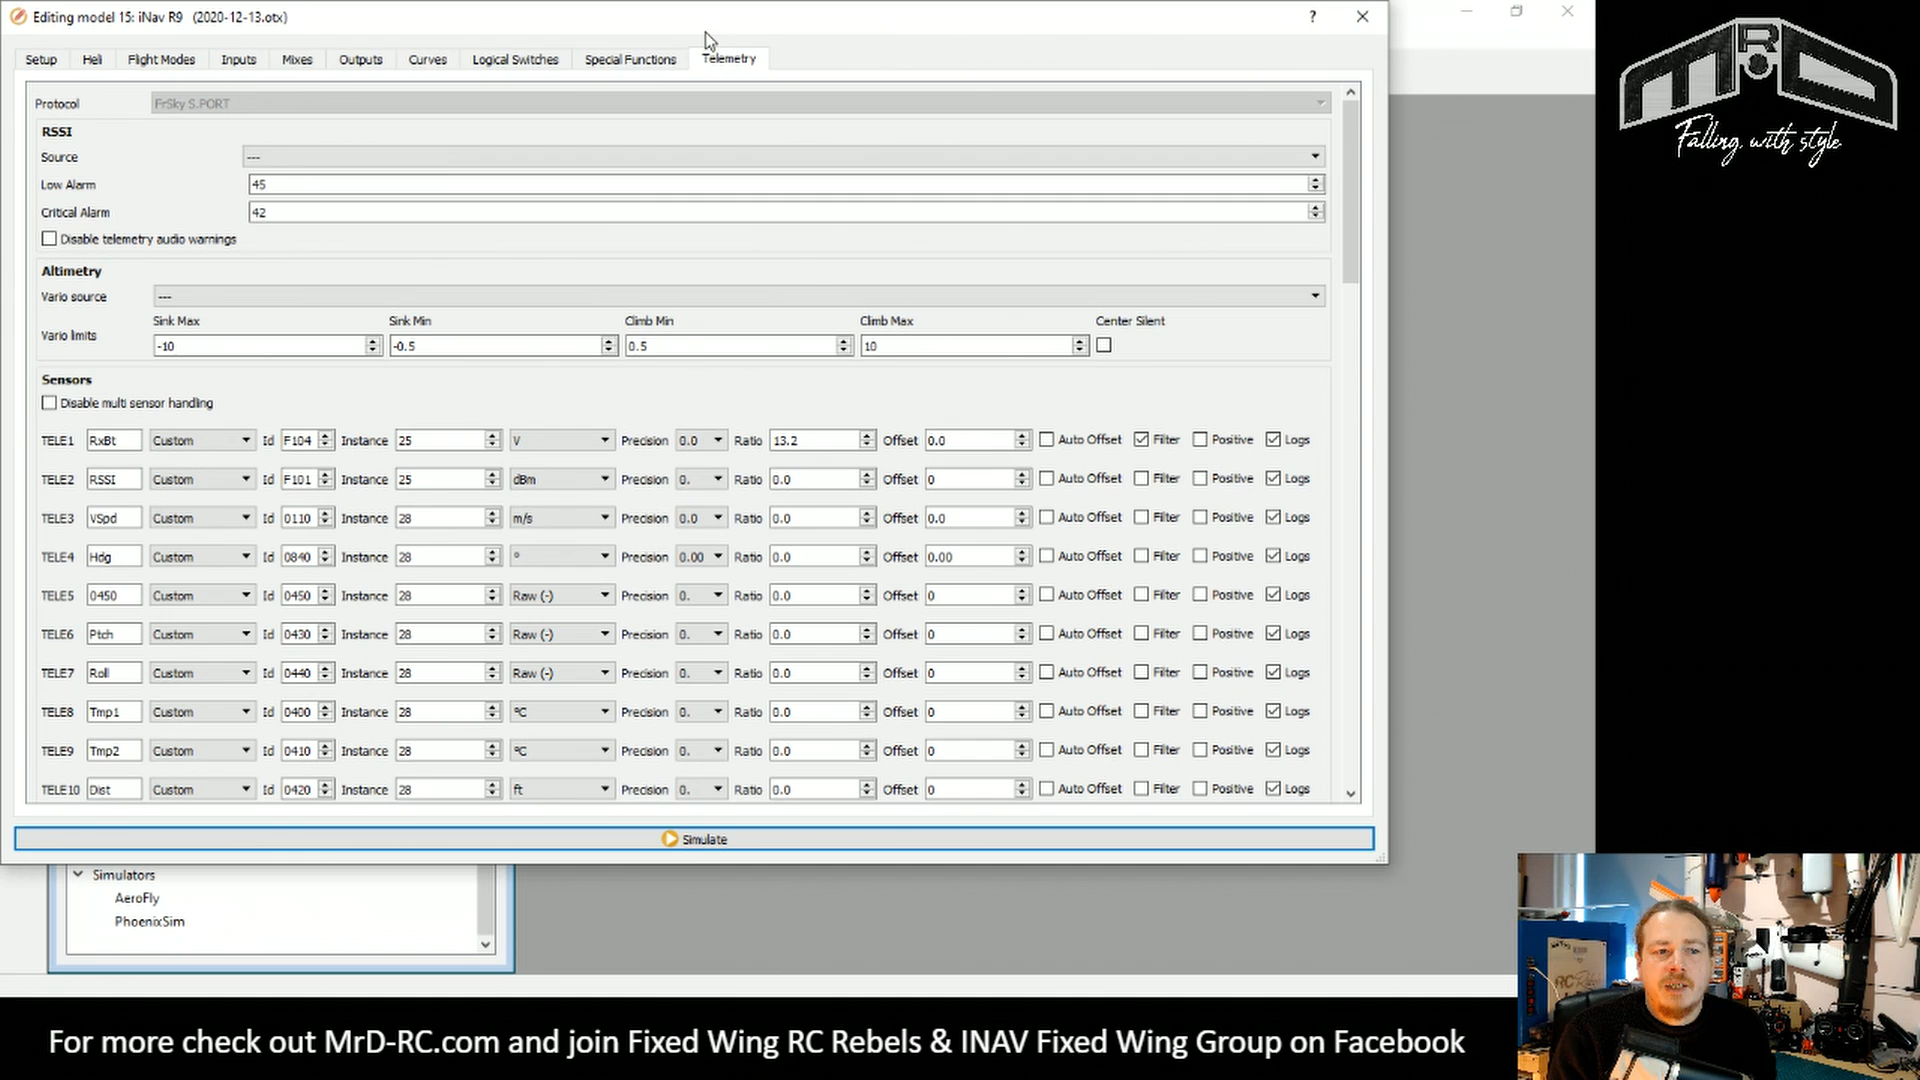 Editing model 15: iNav R9 (2020-12-13.otx)
Setup Heli Flight Modes Inputs Mixes Outputs Curves Logical Switches Special Functions Telemetry
Protocol FrSky S.PORT
RSSI
Source ---
Low Alarm 45
Critical Alarm 42
Disable telemetry audio warnings
Altimetry
Vario source ---
Sink Max Sink Min Climb Min Climb Max Center Silent
Vario limits -10 -0.5 0.5 10
Sensors
Disable multi sensor handling
TELE1 RxBt Custom Id F104 Instance 25 V Precision 0.0 Ratio 13.2 Offset 0.0 Auto Offset Filter Positive Logs
TELE2 RSSI Custom Id F101 Instance 25 dBm Precision 0. Ratio 0.0 Offset 0 Auto Offset Filter Positive Logs
TELE3 VSpd Custom Id 0110 Instance 28 m/s Precision 0.0 Ratio 0.0 Offset 0.0 Auto Offset Filter Positive Logs
TELE4 Hdg Custom Id 0840 Instance 28 ° Precision 0.00 Ratio 0.0 Offset 0.00 Auto Offset Filter Positive Logs
TELE5 0450 Custom Id 0450 Instance 28 Raw (-) Precision 0. Ratio 0.0 Offset 0 Auto Offset Filter Positive Logs
TELE6 Ptch Custom Id 0430 Instance 28 Raw (-) Precision 0. Ratio 0.0 Offset 0 Auto Offset Filter Positive Logs
TELE7 Roll Custom Id 0440 Instance 28 Raw (-) Precision 0. Ratio 0.0 Offset 0 Auto Offset Filter Positive Logs
TELE8 Tmp1 Custom Id 0400 Instance 28 °C Precision 0. Ratio 0.0 Offset 0 Auto Offset Filter Positive Logs
TELE9 Tmp2 Custom Id 0410 Instance 28 °C Precision 0. Ratio 0.0 Offset 0 Auto Offset Filter Positive Logs
TELE10 Dist Custom Id 0420 Instance 28 ft Precision 0. Ratio 0.0 Offset 0 Auto Offset Filter Positive Logs
Simulate
Simulators
AeroFly
PhoenixSim
MRD
Falling with style
For more check out MrD-RC.com and join Fixed Wing RC Rebels & INAV Fixed Wing Group on Facebook